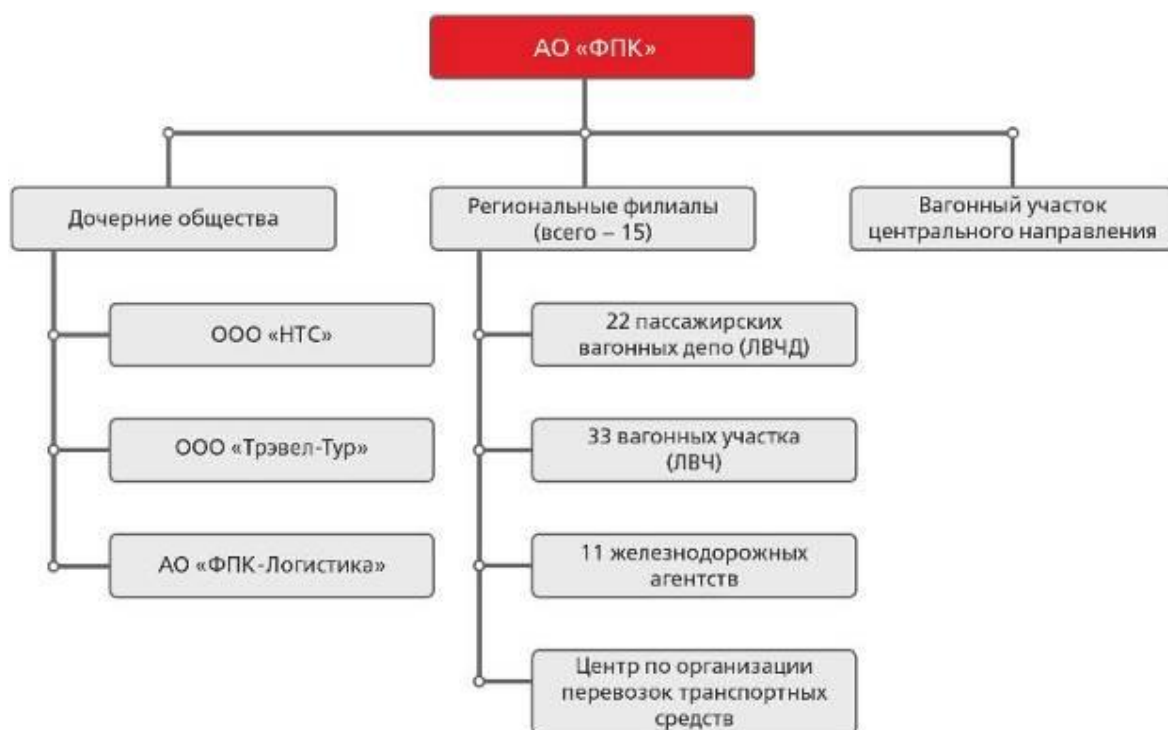 АО «ФПК»
Дочерние общества
ООО «НТС»
ООО «Трэвел-Тур»
АО «ФПК-Логистика»
Региональные филиалы
(всего – 15)
22 пассажирских
вагонных депо (ЛВЧД)
33 вагонных участка
(ЛВЧ)
11 железнодорожных
агентств
Центр по организации
перевозок транспортных
средств
Вагонный участок
центрального направления